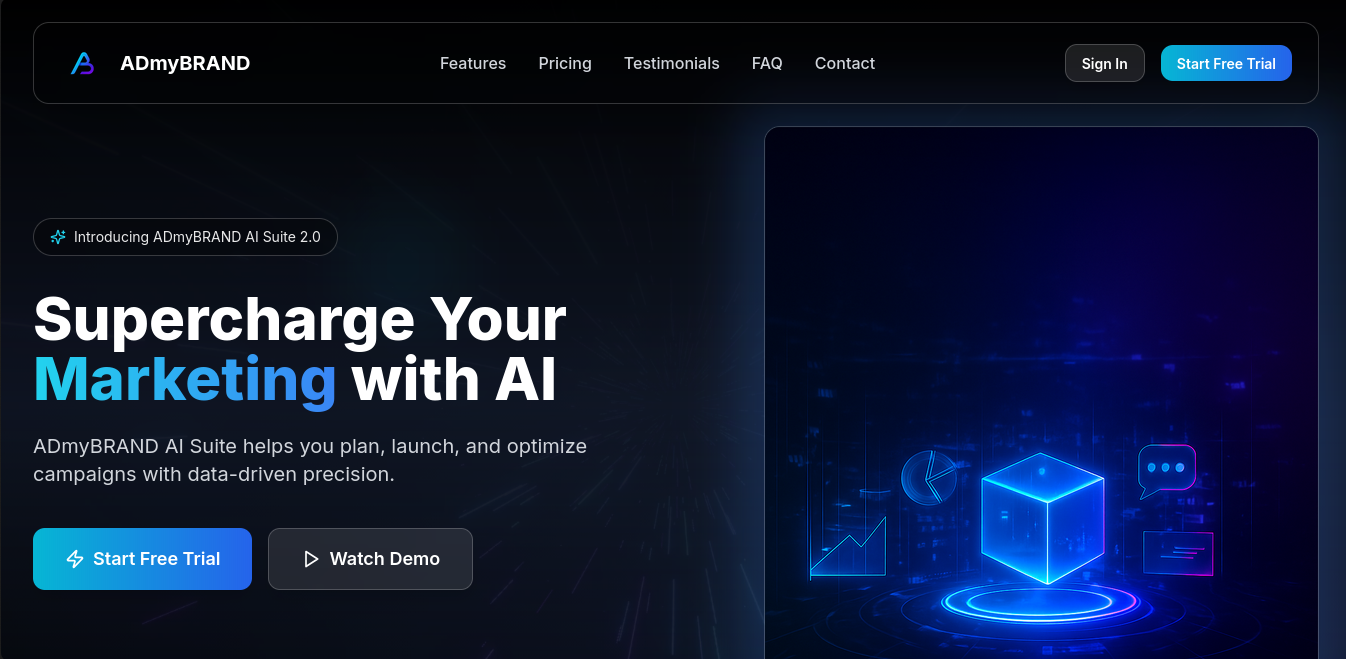 ADmyBRAND
Features
Pricing
Testimonials
FAQ
Contact
Sign In
Start Free Trial
Introducing ADmyBRAND AI Suite 2.0
Supercharge Your
Marketing with AI
ADmyBRAND AI Suite helps you plan, launch, and optimize
campaigns with data-driven precision.
Start Free Trial
Watch Demo